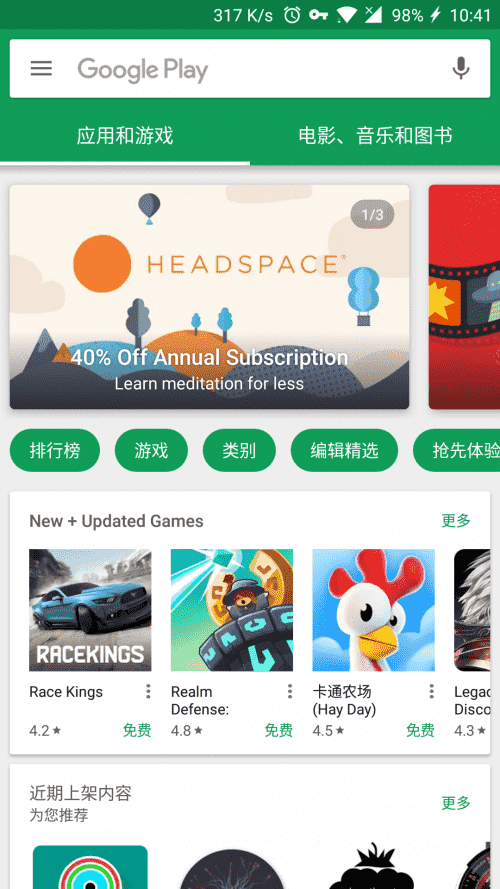 317 K/s 98% 10:41
Google Play
应用和游戏 电影、音乐和图书
1/3
HEADSPACE
40% Off Annual Subscription
Learn meditation for less
排行榜 游戏 类别 编辑精选 抢先体验
New + Updated Games 更多
RACEKINGS
Race Kings
4.2 免费
Realm
Defense:
4.8 免费
卡通农场
(Hay Day)
4.5 免费
Legac
Disco
4.3
近期上架内容 更多
为您推荐